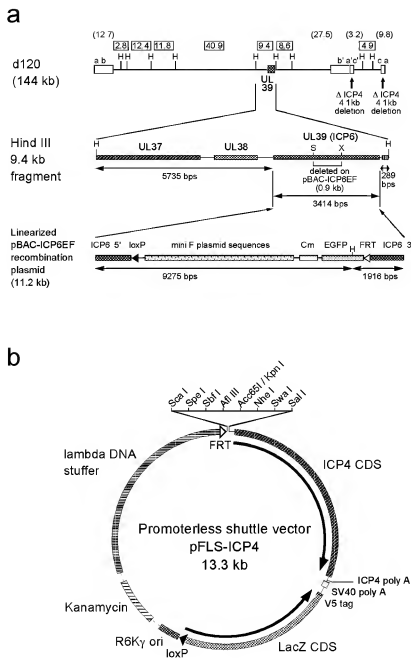 a
(12.7) (27.5) (3.2) (9.8)
a b 2.8 12.4 11.8 40.9 9.4 8.6 b' a'c' 4.9 c a
d120
(144 kb)
H H H H H H H H
UL
39
Δ ICP4
4.1kb
deletion
Δ ICP4
4.1kb
deletion
Hind III
9.4 kb
fragment
H UL37 UL38 UL39 (ICP6) H
S X
deleted on
pBAC-ICP6EF
(0.9 kb)
289
bps
5735 bps
3414 bps
Linearized
pBAC-ICP6EF
recombination
plasmid
(11.2 kb)
ICP6 5' loxP mini F plasmid sequences Cm EGFP H FRT ICP6 3'
9275 bps 1916 bps
b
Sca I
Spe I
Sbf I
Afl III
Acc65I / Kpn I
Nhe I
Swa I
Sal I
FRT
lambda DNA
stuffer
ICP4 CDS
Promoterless shuttle vector
pFLS-ICP4
13.3 kb
ICP4 poly A
SV40 poly A
V5 tag
Kanamycin
R6Kγ ori
loxP
LacZ CDS